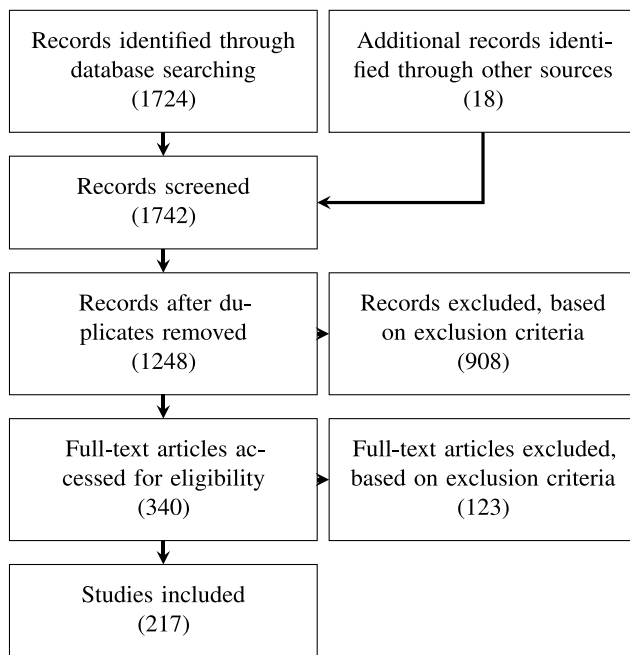 Records identified through
database searching
(1724)
Additional records identi-
fied through other sources
(18)
Records screened
(1742)
Records after du-
plicates removed
(1248)
Records excluded, based
on exclusion criteria
(908)
Full-text articles ac-
cessed for eligibility
(340)
Full-text articles excluded,
based on exclusion criteria
(123)
Studies included
(217)